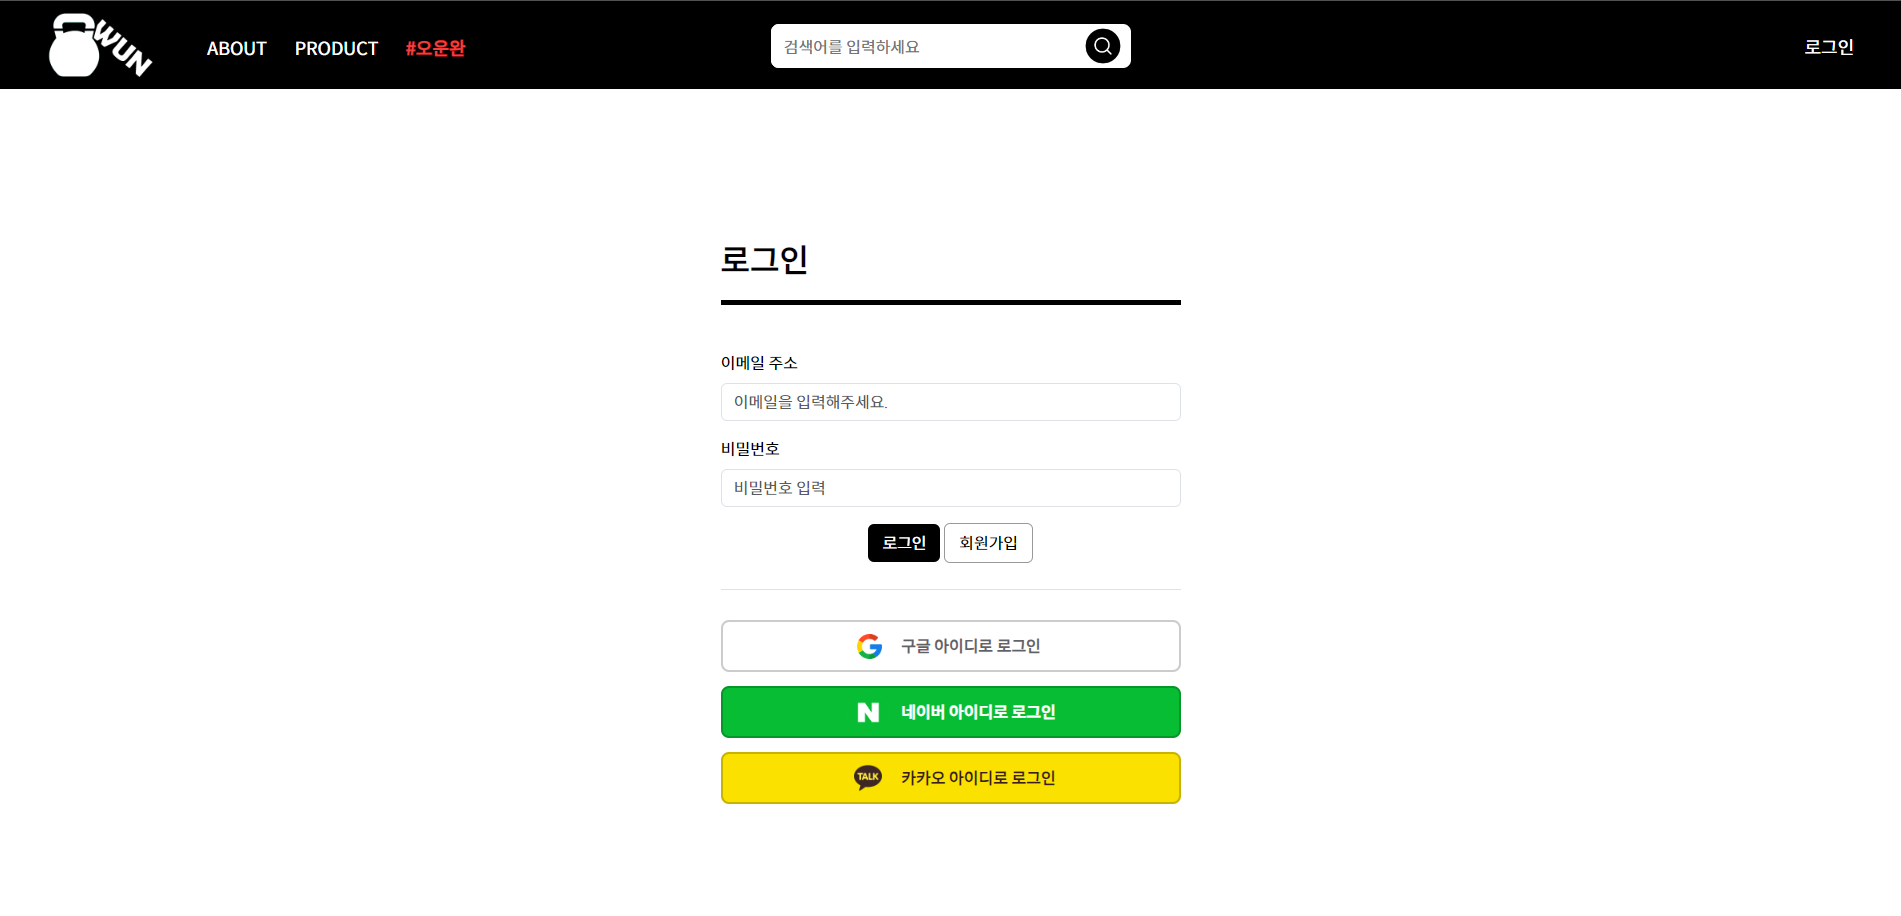 WUN
ABOUT
PRODUCT
#오운완
검색어를 입력하세요
로그인
로그인
이메일 주소
이메일을 입력해주세요.
비밀번호
비밀번호 입력
로그인
회원가입
구글 아이디로 로그인
네이버 아이디로 로그인
TALK
카카오 아이디로 로그인